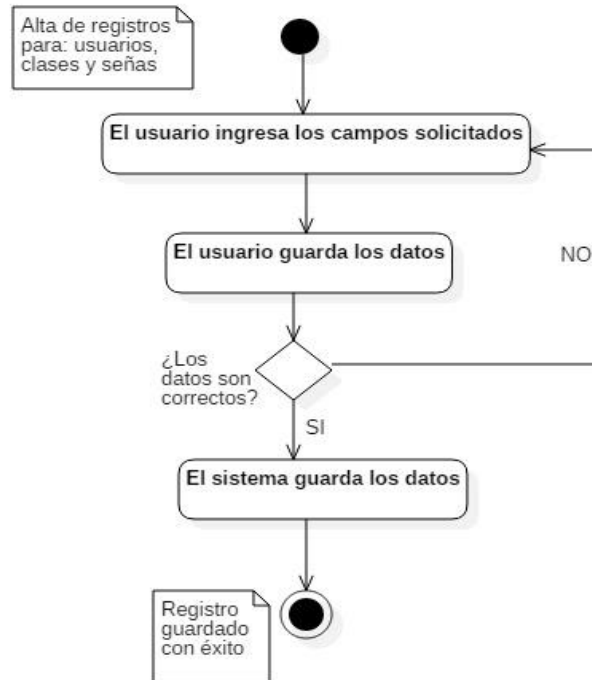 Alta de registros
para: usuarios,
clases y señas
El usuario ingresa los campos solicitados
El usuario guarda los datos
NO
¿Los
datos son
correctos?
SI
El sistema guarda los datos
Registro
guardado
con éxito